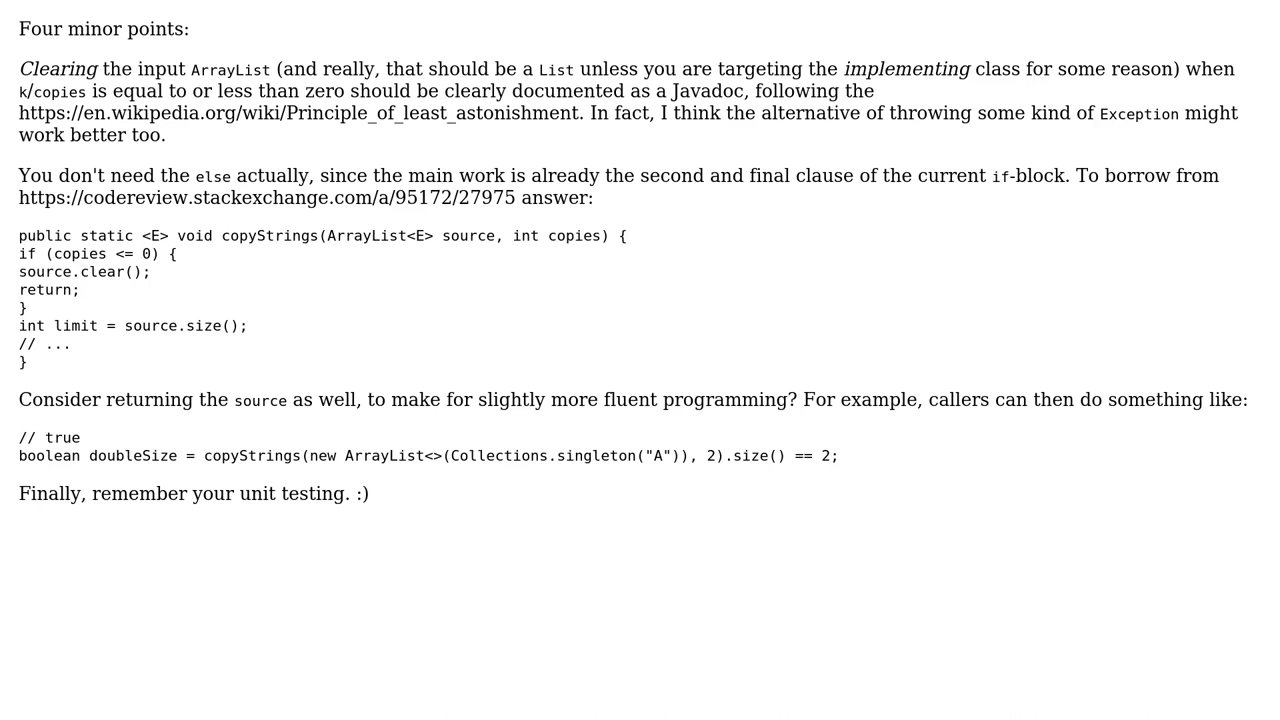 Four minor points:
Clearing the input ArrayList (and really, that should be a List unless you are targeting the implementing class for some reason) when
k/copies is equal to or less than zero should be clearly documented as a Javadoc, following the
https://en.wikipedia.org/wiki/Principle_of_least_astonishment. In fact, I think the alternative of throwing some kind of Exception might
work better too.
You don't need the else actually, since the main work is already the second and final clause of the current if-block. To borrow from
https://codereview.stackexchange.com/a/95172/27975 answer:
public static <E> void copyStrings(ArrayList<E> source, int copies) {
if (copies <= 0) {
source.clear();
return;
}
int limit = source.size();
// ...
}
Consider returning the source as well, to make for slightly more fluent programming? For example, callers can then do something like:
// true
boolean doubleSize = copyStrings(new ArrayList<>(Collections.singleton("A")), 2).size() == 2;
Finally, remember your unit testing. :)